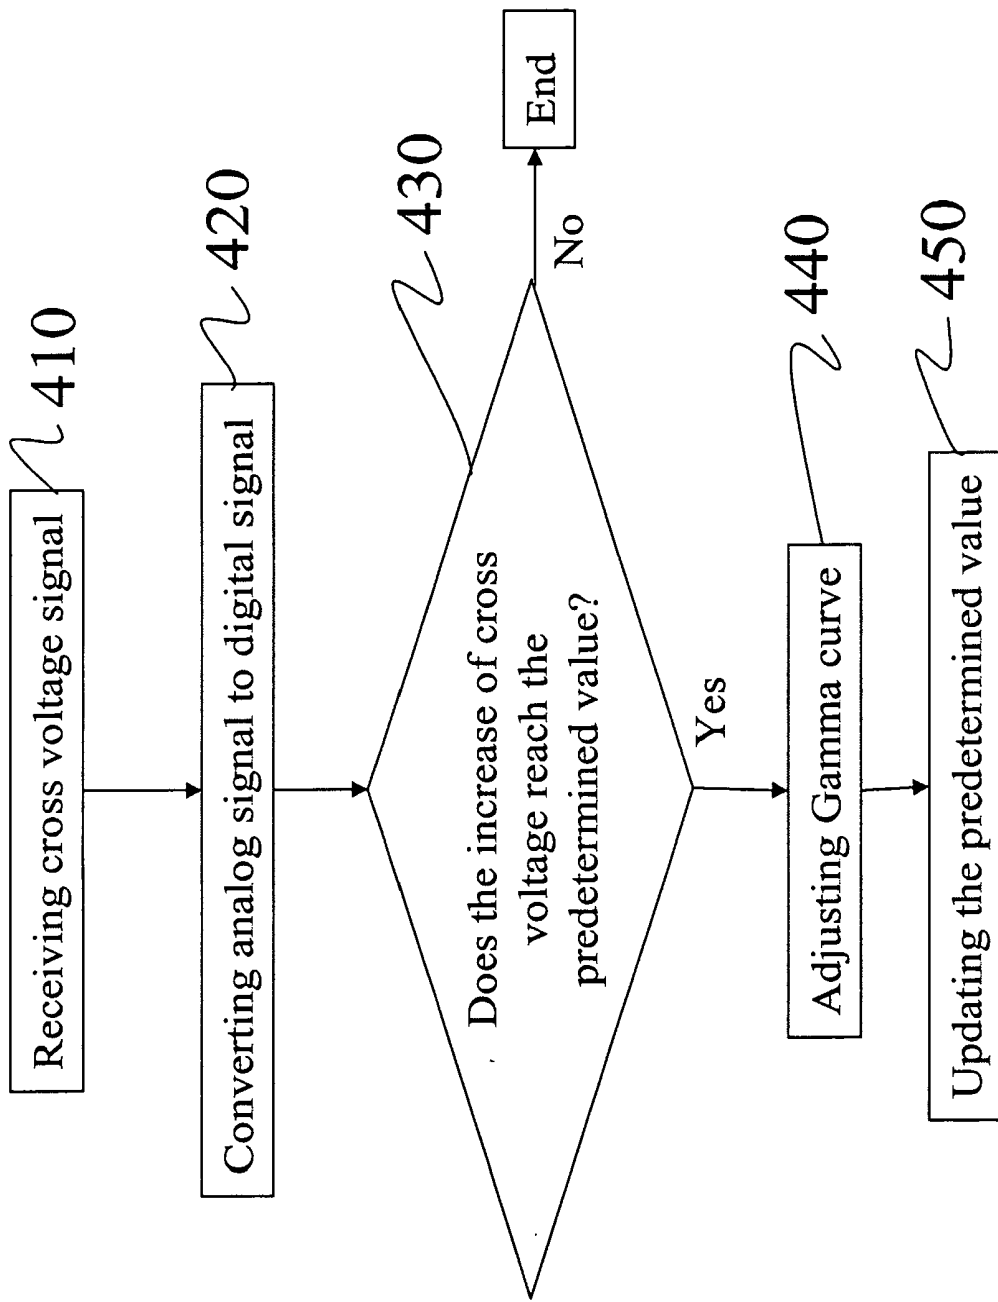 Receiving cross voltage signal
410
Converting analog signal to digital signal
420
Does the increase of cross
voltage reach the
predetermined value?
430
No
End
Yes
Adjusting Gamma curve
440
Updating the predetermined value
450